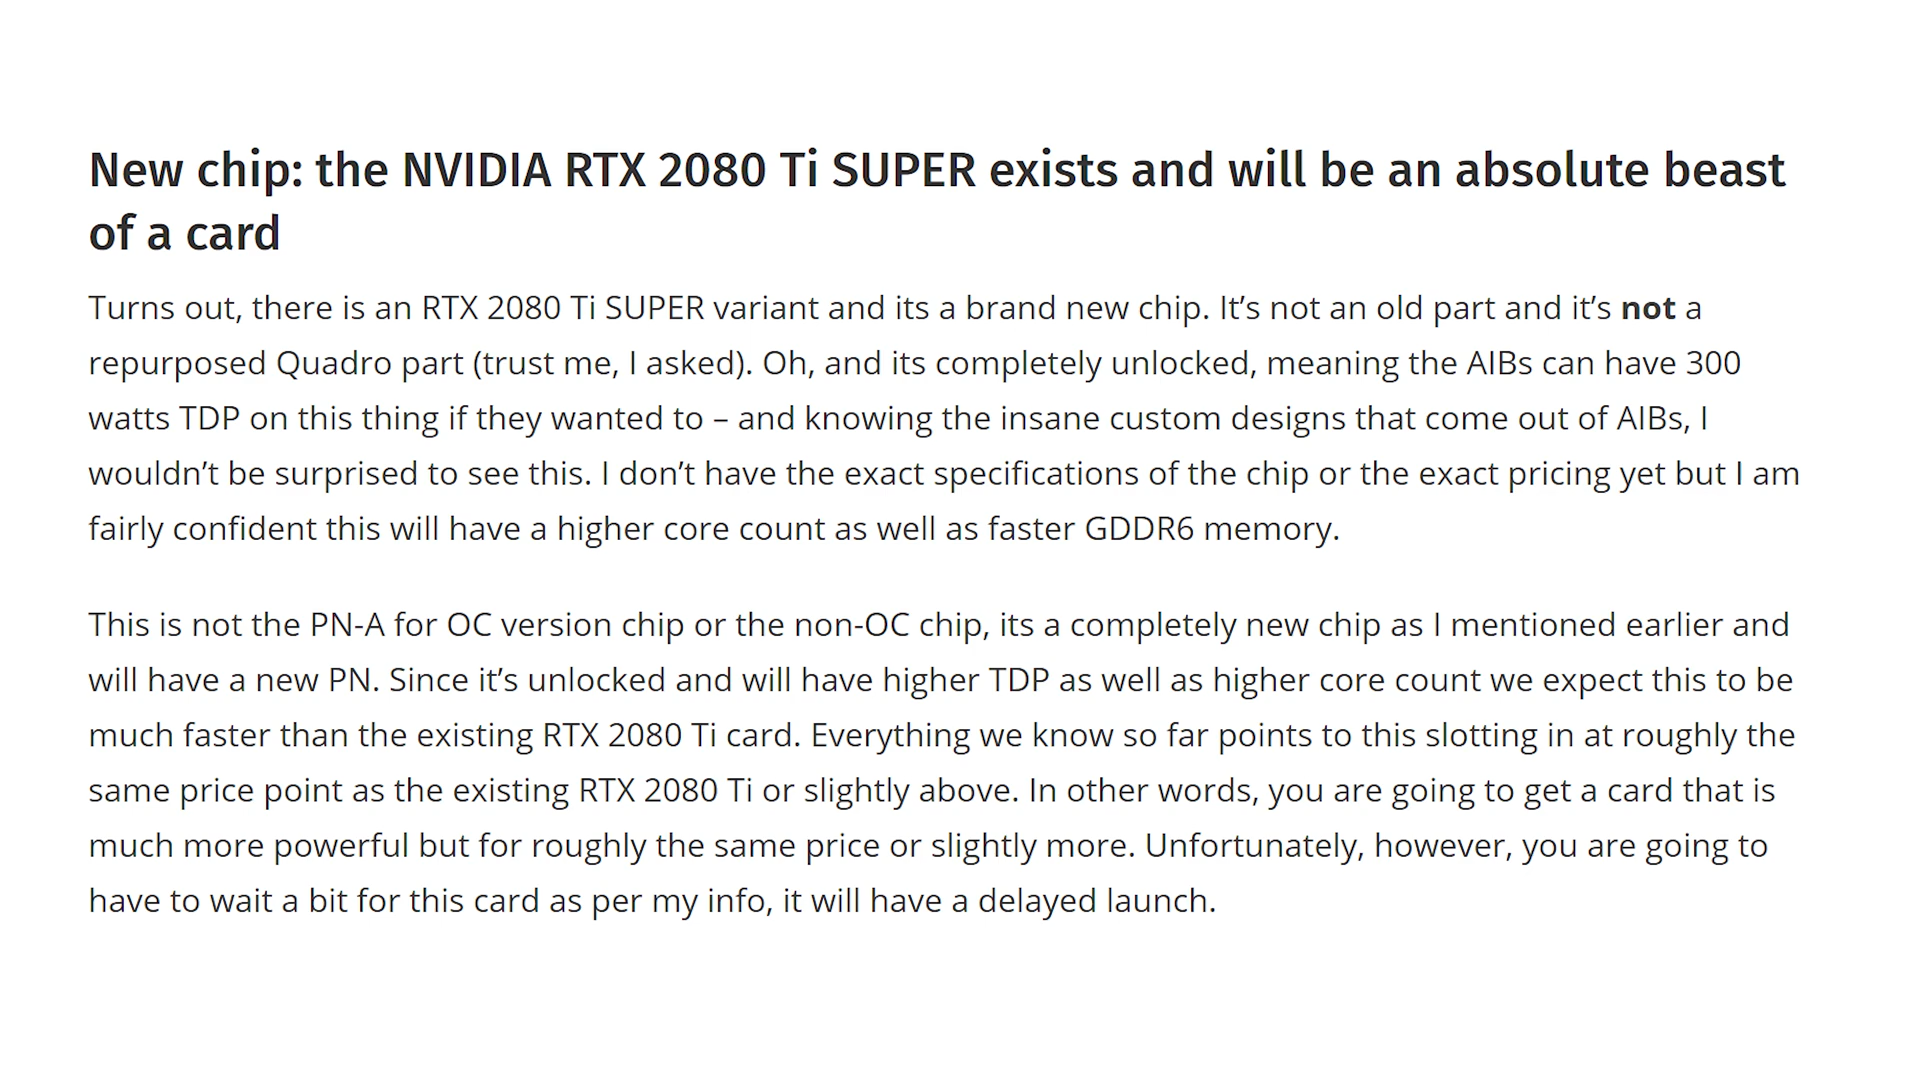 New chip: the NVIDIA RTX 2080 Ti SUPER exists and will be an absolute beast
of a card
Turns out, there is an RTX 2080 Ti SUPER variant and its a brand new chip. It’s not an old part and it’s not a
repurposed Quadro part (trust me, I asked). Oh, and its completely unlocked, meaning the AIBs can have 300
watts TDP on this thing if they wanted to – and knowing the insane custom designs that come out of AIBs, I
wouldn’t be surprised to see this. I don’t have the exact specifications of the chip or the exact pricing yet but I am
fairly confident this will have a higher core count as well as faster GDDR6 memory.
This is not the PN-A for OC version chip or the non-OC chip, its a completely new chip as I mentioned earlier and
will have a new PN. Since it’s unlocked and will have higher TDP as well as higher core count we expect this to be
much faster than the existing RTX 2080 Ti card. Everything we know so far points to this slotting in at roughly the
same price point as the existing RTX 2080 Ti or slightly above. In other words, you are going to get a card that is
much more powerful but for roughly the same price or slightly more. Unfortunately, however, you are going to
have to wait a bit for this card as per my info, it will have a delayed launch.